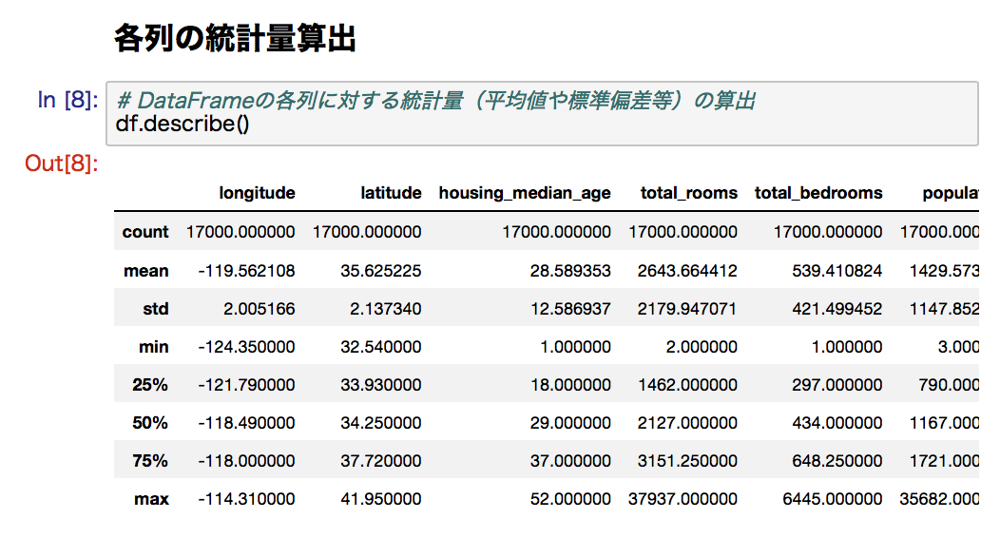 各列の統計量算出
In [8]:
# DataFrameの各列に対する統計量（平均値や標準偏差等）の算出
df.describe()
Out[8]:
longitude latitude housing_median_age total_rooms total_bedrooms populat
count 17000.000000 17000.000000 17000.000000 17000.000000 17000.000000 17000.000
mean -119.562108 35.625225 28.589353 2643.664412 539.410824 1429.573
std 2.005166 2.137340 12.586937 2179.947071 421.499452 1147.852
min -124.350000 32.540000 1.000000 2.000000 1.000000 3.000
25% -121.790000 33.930000 18.000000 1462.000000 297.000000 790.000
50% -118.490000 34.250000 29.000000 2127.000000 434.000000 1167.000
75% -118.000000 37.720000 37.000000 3151.250000 648.250000 1721.000
max -114.310000 41.950000 52.000000 37937.000000 6445.000000 35682.000